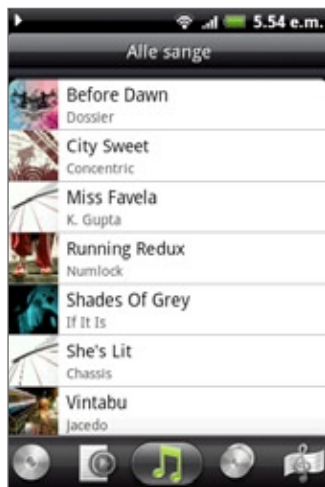 5.54 e.m.
Alle sange
Before Dawn
Dossier
City Sweet
Concentric
Miss Favela
K. Gupta
Running Redux
Numlock
Shades Of Grey
If It Is
She's Lit
Chassis
Vintabu
Jacedo